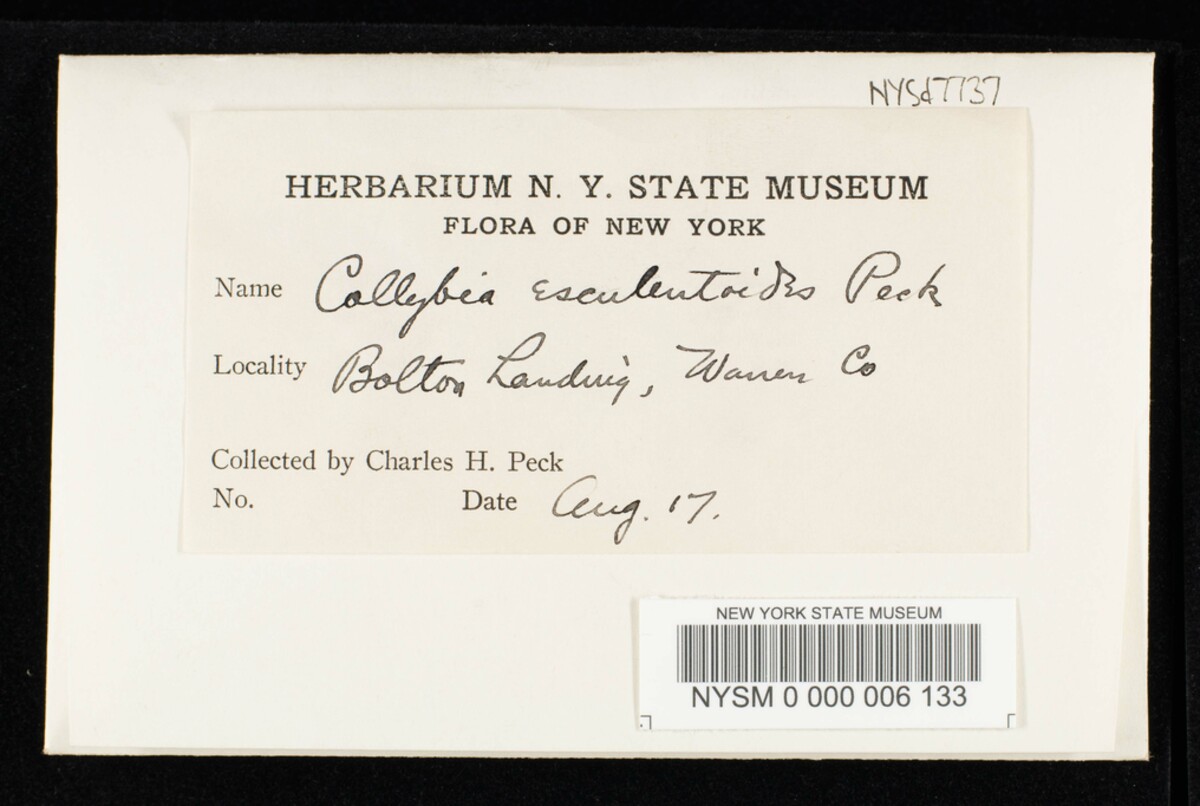 NYSd7737
HERBARIUM N. Y. STATE MUSEUM
FLORA OF NEW YORK
Name Collybia esculentoides Peck
Locality Bolton Landing, Warren Co
Collected by Charles H. Peck
No. Date Aug. 17.
NEW YORK STATE MUSEUM
NYSM 0 000 006 133